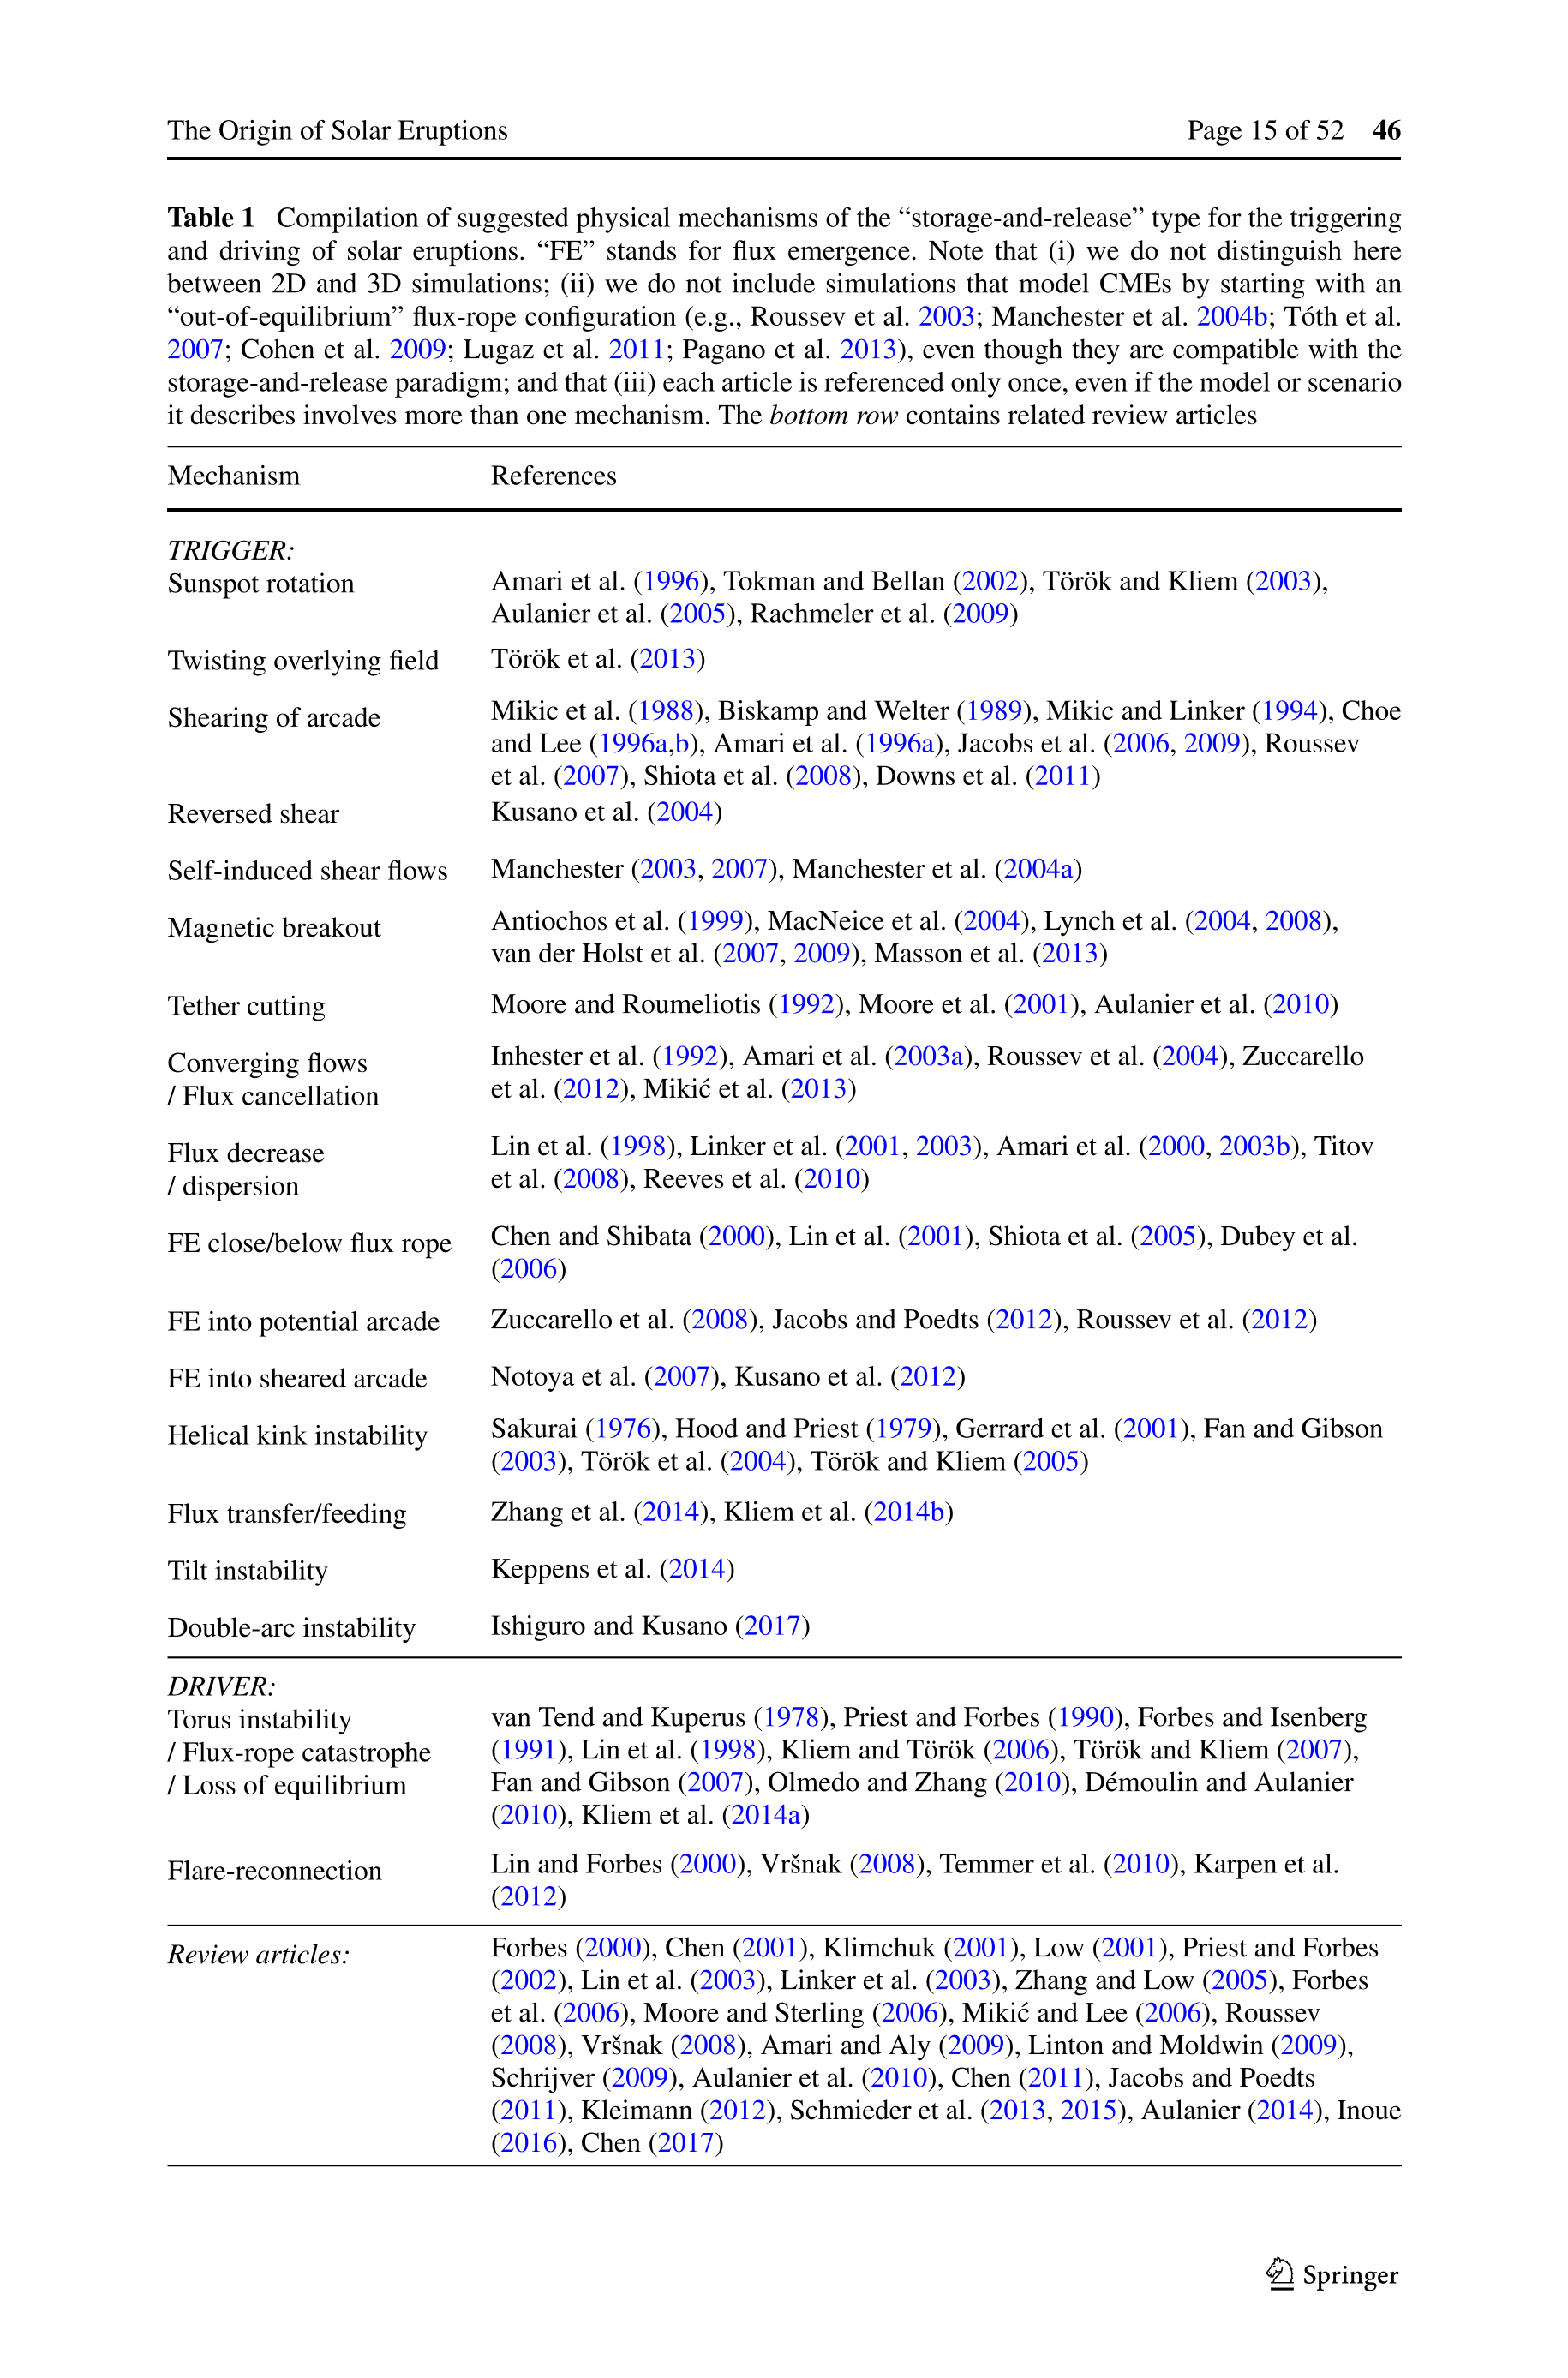 The Origin of Solar Eruptions Page 15 of 52 46
Table 1 Compilation of suggested physical mechanisms of the “storage-and-release” type for the triggering
and driving of solar eruptions. “FE” stands for flux emergence. Note that (i) we do not distinguish here
between 2D and 3D simulations; (ii) we do not include simulations that model CMEs by starting with an
“out-of-equilibrium” flux-rope configuration (e.g., Roussev et al. 2003; Manchester et al. 2004b; Tóth et al.
2007; Cohen et al. 2009; Lugaz et al. 2011; Pagano et al. 2013), even though they are compatible with the
storage-and-release paradigm; and that (iii) each article is referenced only once, even if the model or scenario
it describes involves more than one mechanism. The bottom row contains related review articles
Mechanism References
TRIGGER:
Sunspot rotation Amari et al. (1996), Tokman and Bellan (2002), Török and Kliem (2003),
Aulanier et al. (2005), Rachmeler et al. (2009)
Twisting overlying field Török et al. (2013)
Shearing of arcade Mikic et al. (1988), Biskamp and Welter (1989), Mikic and Linker (1994), Choe
and Lee (1996a,b), Amari et al. (1996a), Jacobs et al. (2006, 2009), Roussev
et al. (2007), Shiota et al. (2008), Downs et al. (2011)
Reversed shear Kusano et al. (2004)
Self-induced shear flows Manchester (2003, 2007), Manchester et al. (2004a)
Magnetic breakout Antiochos et al. (1999), MacNeice et al. (2004), Lynch et al. (2004, 2008),
van der Holst et al. (2007, 2009), Masson et al. (2013)
Tether cutting Moore and Roumeliotis (1992), Moore et al. (2001), Aulanier et al. (2010)
Converging flows Inhester et al. (1992), Amari et al. (2003a), Roussev et al. (2004), Zuccarello
/ Flux cancellation et al. (2012), Mikić et al. (2013)
Flux decrease Lin et al. (1998), Linker et al. (2001, 2003), Amari et al. (2000, 2003b), Titov
/ dispersion et al. (2008), Reeves et al. (2010)
FE close/below flux rope Chen and Shibata (2000), Lin et al. (2001), Shiota et al. (2005), Dubey et al.
(2006)
FE into potential arcade Zuccarello et al. (2008), Jacobs and Poedts (2012), Roussev et al. (2012)
FE into sheared arcade Notoya et al. (2007), Kusano et al. (2012)
Helical kink instability Sakurai (1976), Hood and Priest (1979), Gerrard et al. (2001), Fan and Gibson
(2003), Török et al. (2004), Török and Kliem (2005)
Flux transfer/feeding Zhang et al. (2014), Kliem et al. (2014b)
Tilt instability Keppens et al. (2014)
Double-arc instability Ishiguro and Kusano (2017)
DRIVER:
Torus instability van Tend and Kuperus (1978), Priest and Forbes (1990), Forbes and Isenberg
/ Flux-rope catastrophe (1991), Lin et al. (1998), Kliem and Török (2006), Török and Kliem (2007),
/ Loss of equilibrium Fan and Gibson (2007), Olmedo and Zhang (2010), Démoulin and Aulanier
(2010), Kliem et al. (2014a)
Flare-reconnection Lin and Forbes (2000), Vršnak (2008), Temmer et al. (2010), Karpen et al.
(2012)
Review articles: Forbes (2000), Chen (2001), Klimchuk (2001), Low (2001), Priest and Forbes
(2002), Lin et al. (2003), Linker et al. (2003), Zhang and Low (2005), Forbes
et al. (2006), Moore and Sterling (2006), Mikić and Lee (2006), Roussev
(2008), Vršnak (2008), Amari and Aly (2009), Linton and Moldwin (2009),
Schrijver (2009), Aulanier et al. (2010), Chen (2011), Jacobs and Poedts
(2011), Kleimann (2012), Schmieder et al. (2013, 2015), Aulanier (2014), Inoue
(2016), Chen (2017)
Springer